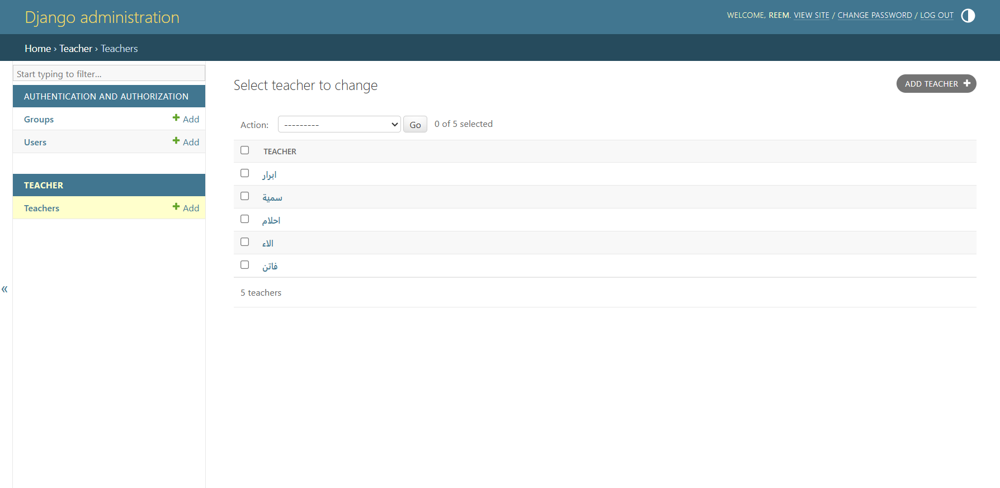 Django administration
WELCOME, REEM. VIEW SITE / CHANGE PASSWORD / LOG OUT
Home › Teacher › Teachers
Start typing to filter...
AUTHENTICATION AND AUTHORIZATION
Groups + Add
Users + Add
TEACHER
Teachers + Add
«
Select teacher to change
ADD TEACHER +
Action: --------- Go 0 of 5 selected
TEACHER
ابرار
سمية
احلام
الاء
فاتن
5 teachers